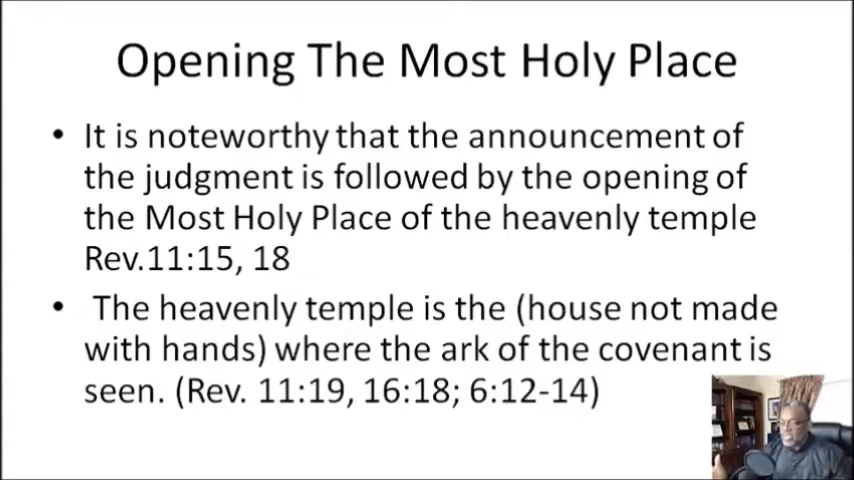 Opening The Most Holy Place
• It is noteworthy that the announcement of
the judgment is followed by the opening of
the Most Holy Place of the heavenly temple
Rev.11:15, 18
• The heavenly temple is the (house not made
with hands) where the ark of the covenant is
seen. (Rev. 11:19, 16:18; 6:12-14)